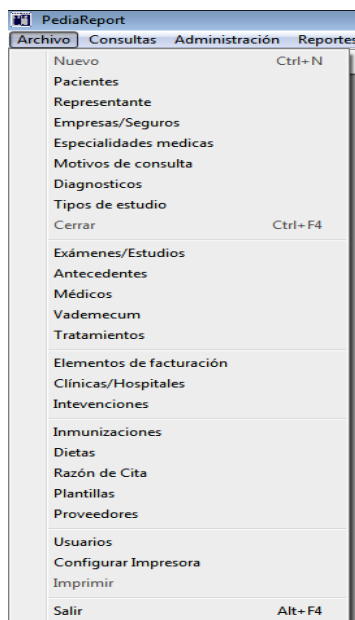 PediaReport
Archivo Consultas Administración Reportes
Nuevo Ctrl+N
Pacientes
Representante
Empresas/Seguros
Especialidades medicas
Motivos de consulta
Diagnosticos
Tipos de estudio
Cerrar Ctrl+F4
Exámenes/Estudios
Antecedentes
Médicos
Vademecum
Tratamientos
Elementos de facturación
Clínicas/Hospitales
Intevenciones
Inmunizaciones
Dietas
Razón de Cita
Plantillas
Proveedores
Usuarios
Configurar Impresora
Imprimir
Salir Alt+F4